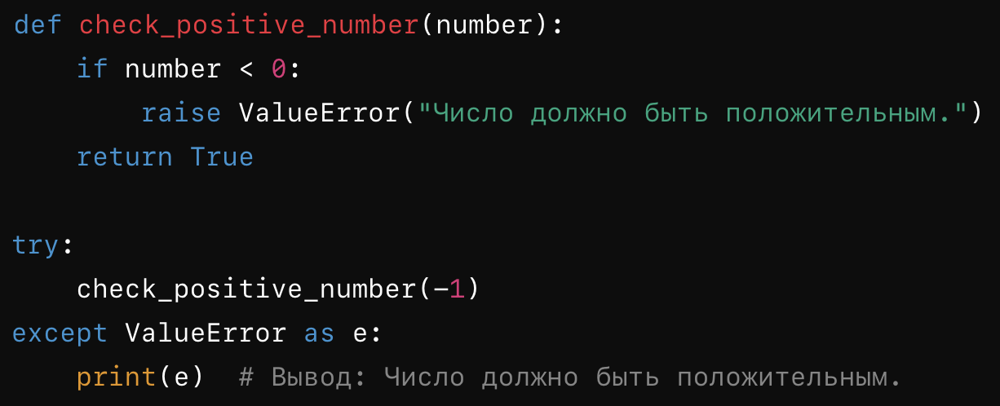 def check_positive_number(number):
    if number < 0:
        raise ValueError("Число должно быть положительным.")
    return True

try:
    check_positive_number(-1)
except ValueError as e:
    print(e)  # Вывод: Число должно быть положительным.